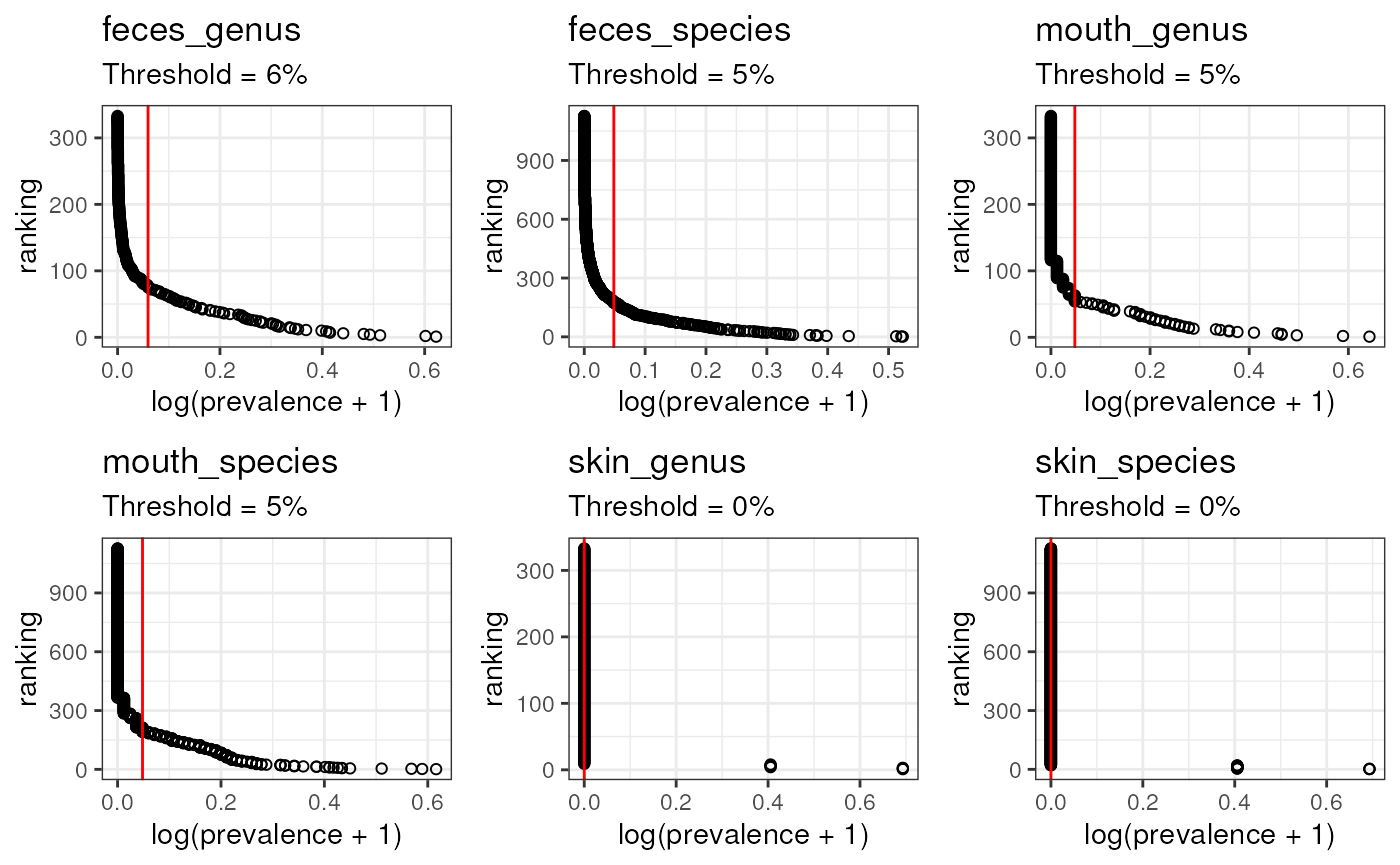 feces_genus
Threshold = 6%
ranking
300
200
100
0
0.0 0.2 0.4 0.6
log(prevalence + 1)
feces_species
Threshold = 5%
ranking
900
600
300
0
0.0 0.1 0.2 0.3 0.4 0.5
log(prevalence + 1)
mouth_genus
Threshold = 5%
ranking
300
200
100
0
0.0 0.2 0.4 0.6
log(prevalence + 1)
mouth_species
Threshold = 5%
ranking
900
600
300
0
0.0 0.2 0.4 0.6
log(prevalence + 1)
skin_genus
Threshold = 0%
ranking
300
200
100
0
0.0 0.2 0.4 0.6
log(prevalence + 1)
skin_species
Threshold = 0%
ranking
900
600
300
0
0.0 0.2 0.4 0.6
log(prevalence + 1)